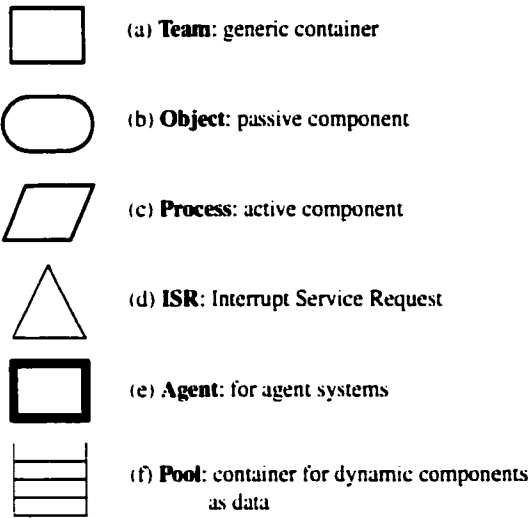 (a) Team: generic container
(b) Object: passive component
(c) Process: active component
(d) ISR: Interrupt Service Request
(e) Agent: for agent systems
(f) Pool: container for dynamic components
as data